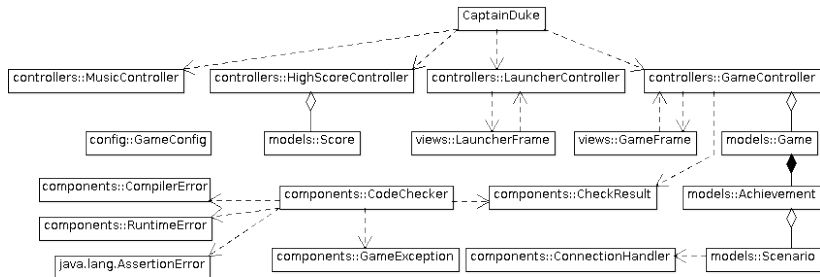 CaptainDuke
controllers::MusicController
controllers::HighScoreController
controllers::LauncherController
controllers::GameController
config::GameConfig
models::Score
views::LauncherFrame
views::GameFrame
models::Game
components::CompilerError
components::CodeChecker
components::CheckResult
models::Achievement
components::RuntimeError
java.lang.AssertionError
components::GameException
components::ConnectionHandler
models::Scenario